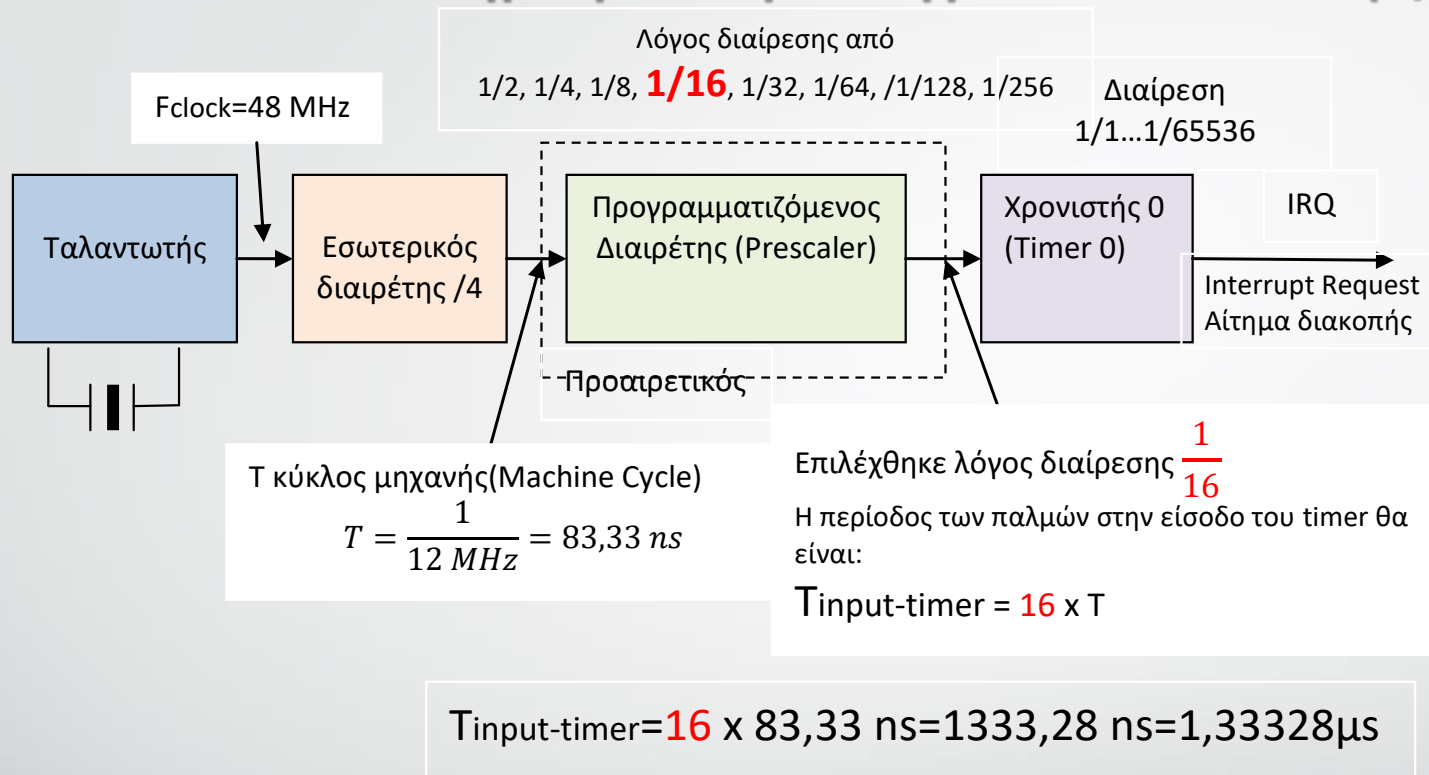 Λόγος διαίρεσης από
1/2, 1/4, 1/8, 1/16, 1/32, 1/64, /1/128, 1/256
Διαίρεση
1/1...1/65536
Fclock=48 MHz
Ταλαντωτής
Εσωτερικός
διαιρέτης /4
Προγραμματιζόμενος
Διαιρέτης (Prescaler)
Χρονιστής 0
(Timer 0)
IRQ
Interrupt Request
Αίτημα διακοπής
Προαιρετικός
Τ κύκλος μηχανής(Machine Cycle)
T = 1 / 12 MHz = 83,33 ns
Επιλέχθηκε λόγος διαίρεσης 1/16
Η περίοδος των παλμών στην είσοδο του timer θα
είναι:
Tinput-timer = 16 x T
Tinput-timer=16 x 83,33 ns=1333,28 ns=1,33328μs